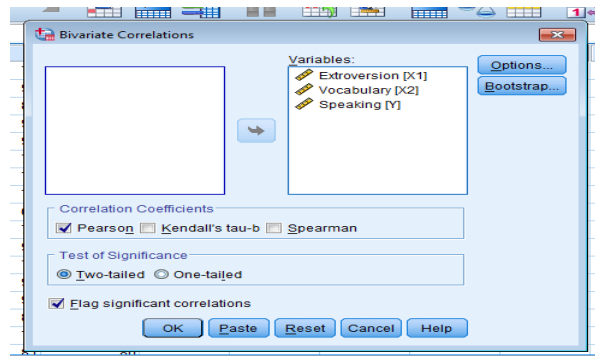 Bivariate Correlations
Variables:
Extroversion [X1]
Vocabulary [X2]
Speaking [Y]
Options...
Bootstrap...
Correlation Coefficients
Pearson Kendall's tau-b Spearman
Test of Significance
Two-tailed One-tailed
Flag significant correlations
OK Paste Reset Cancel Help